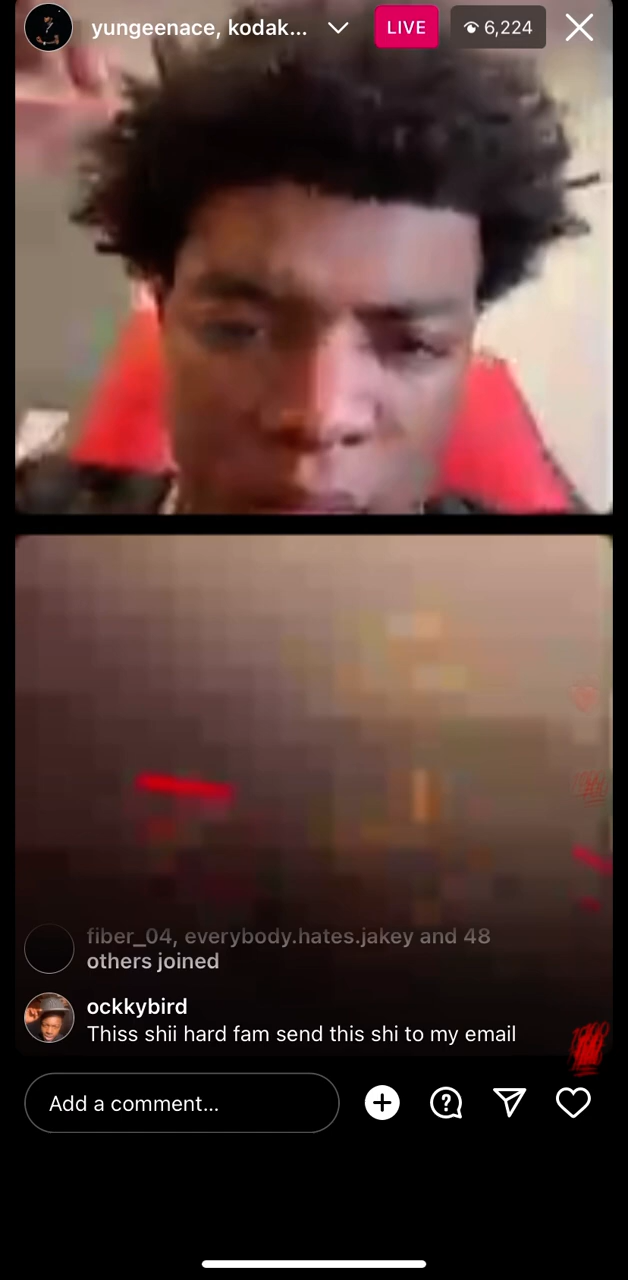 yungeenace, kodak...
LIVE
6,224
fiber_04, everybody.hates.jakey and 48
others joined
ockkybird
Thiss shii hard fam send this shi to my email
Add a comment...